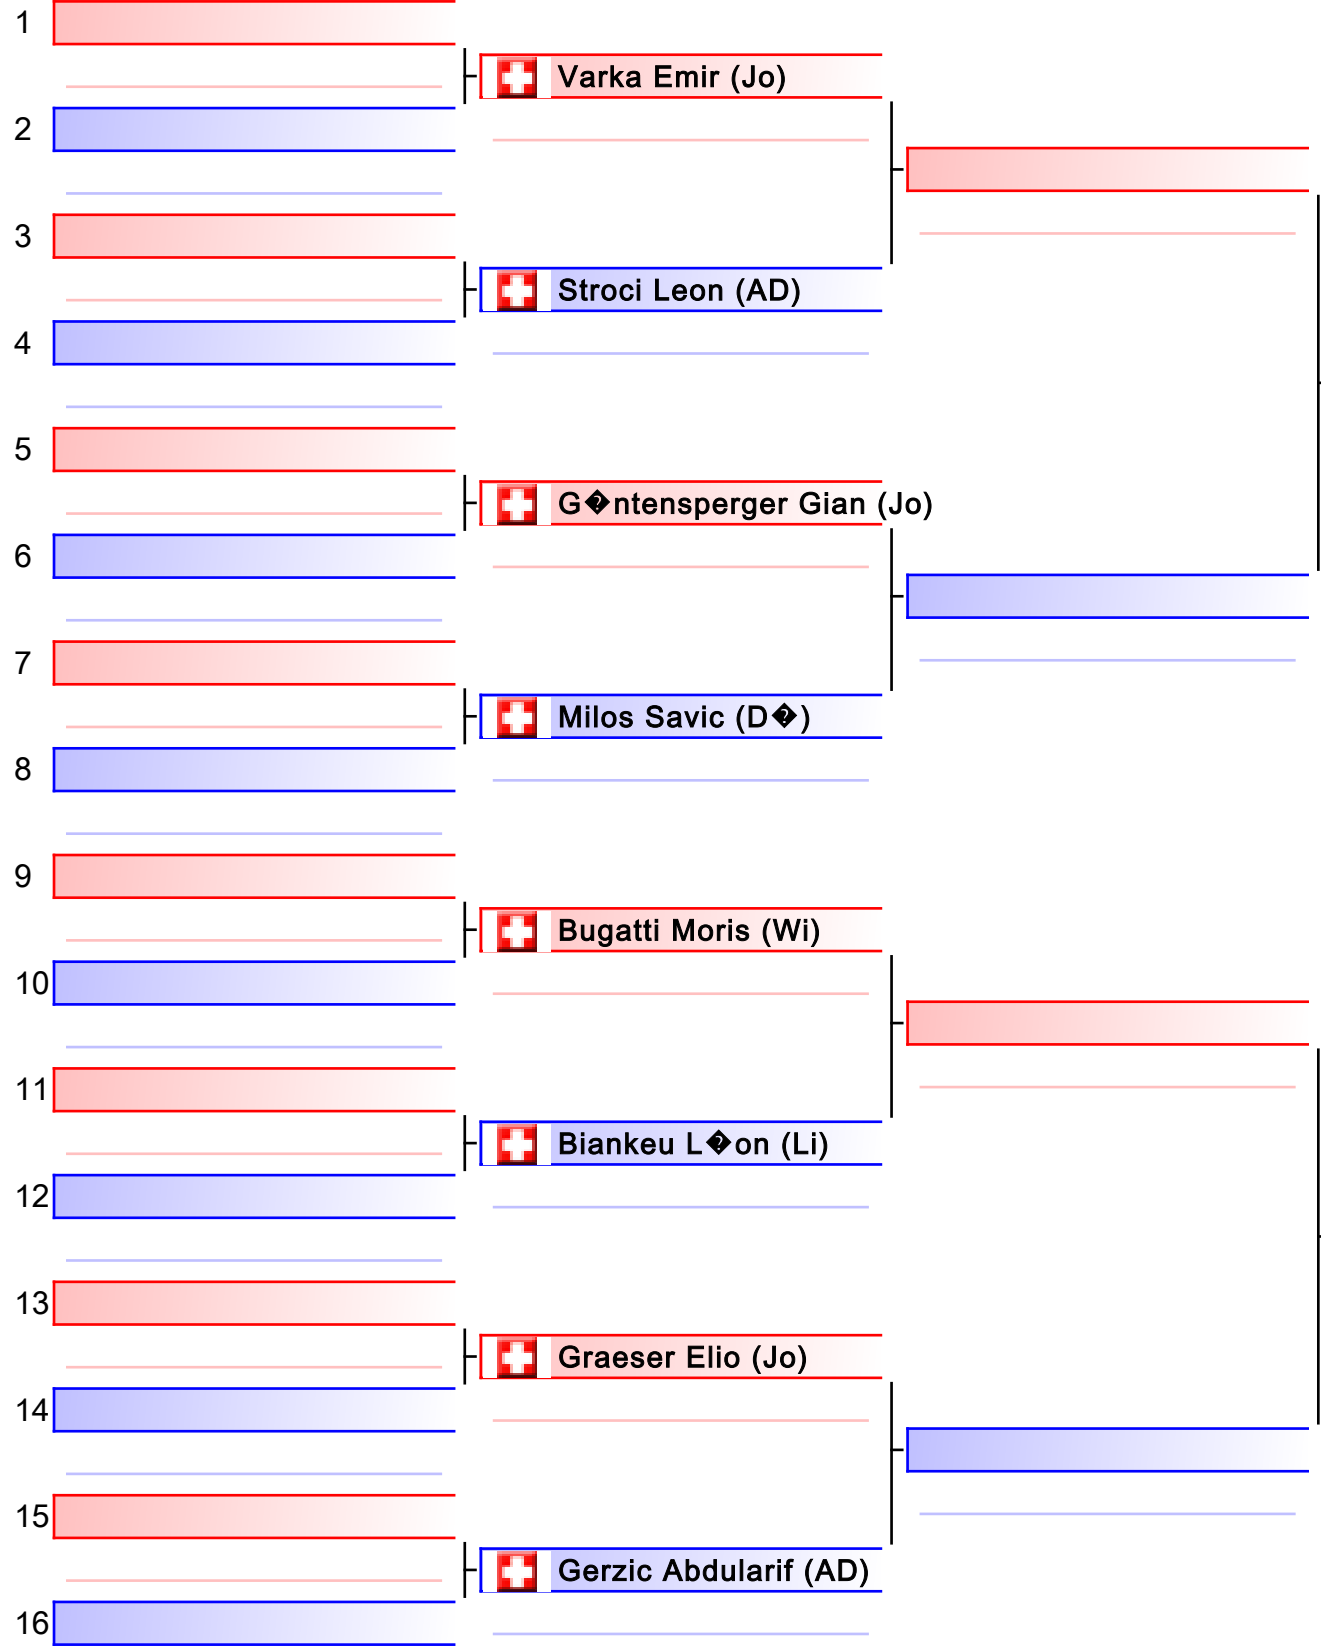 1
Varka Emir (Jo)
2
3
Stroci Leon (AD)
4
5
G�ntensperger Gian (Jo)
6
7
Milos Savic (D�)
8
9
Bugatti Moris (Wi)
10
11
Biankeu L�on (Li)
12
13
Graeser Elio (Jo)
14
15
Gerzic Abdularif (AD)
16